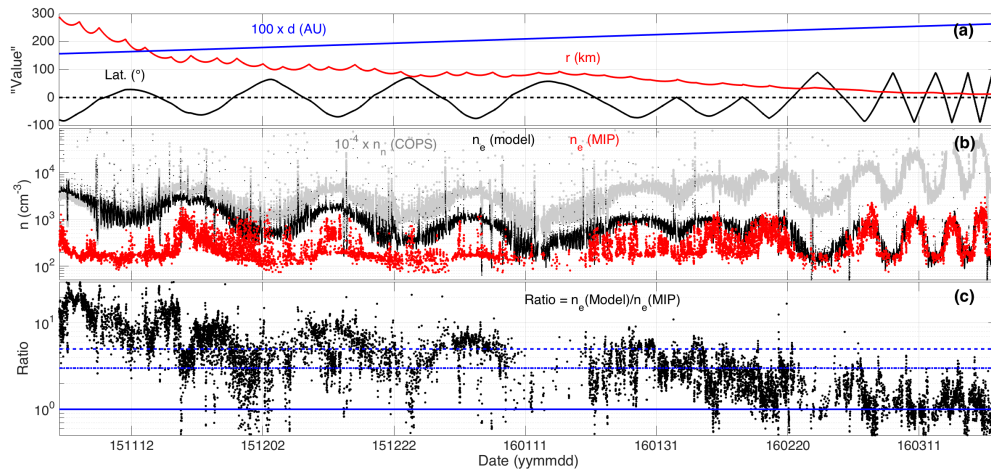 300
200
100
0
-100
"Value"
100 x d (AU)
r (km)
Lat. (°)
(a)
10^4
10^3
10^2
n (cm^-3)
10^-4 x n_n (COPS)
n_e (model)
n_e (MIP)
(b)
10^1
10^0
Ratio
Ratio = n_e(Model)/n_e(MIP)
(c)
151112
151202
151222
160111
160131
160220
160311
Date (yymmdd)